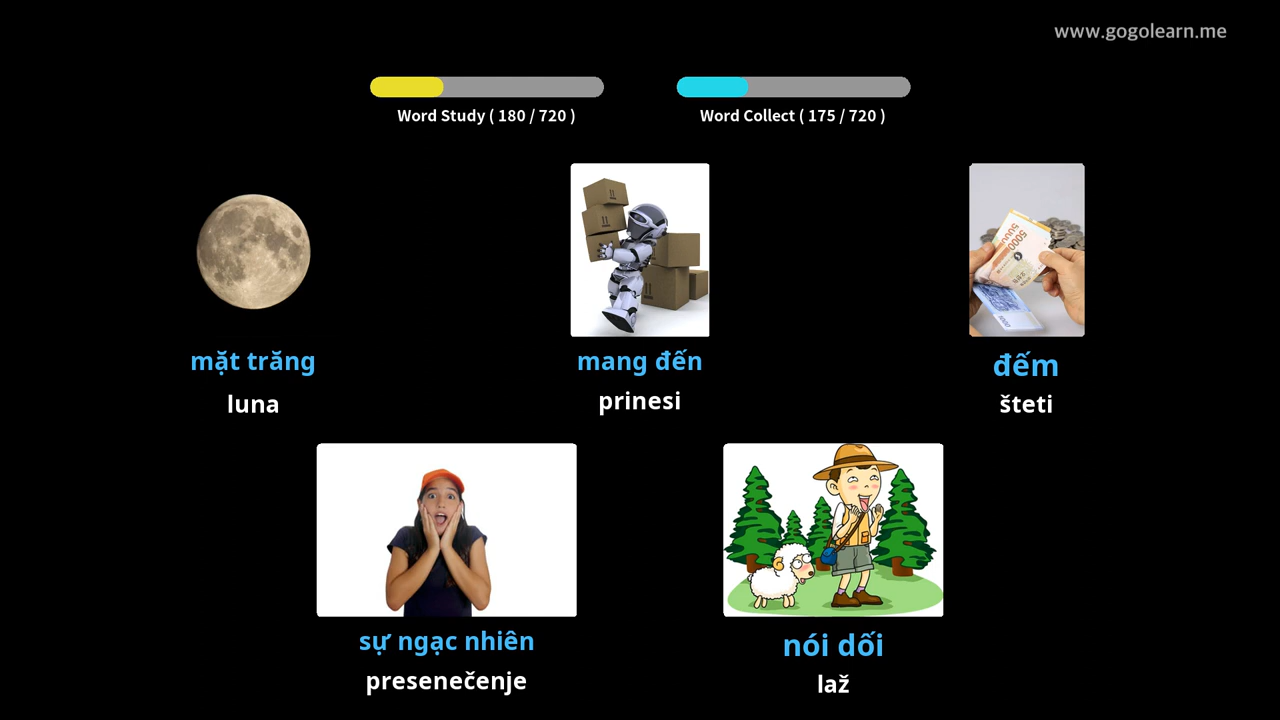 www.gogolearn.me
Word Study ( 180 / 720 )
Word Collect ( 175 / 720 )
mặt trăng
luna
mang đến
prinesi
đếm
šteti
sự ngạc nhiên
presenečenje
nói dối
laž